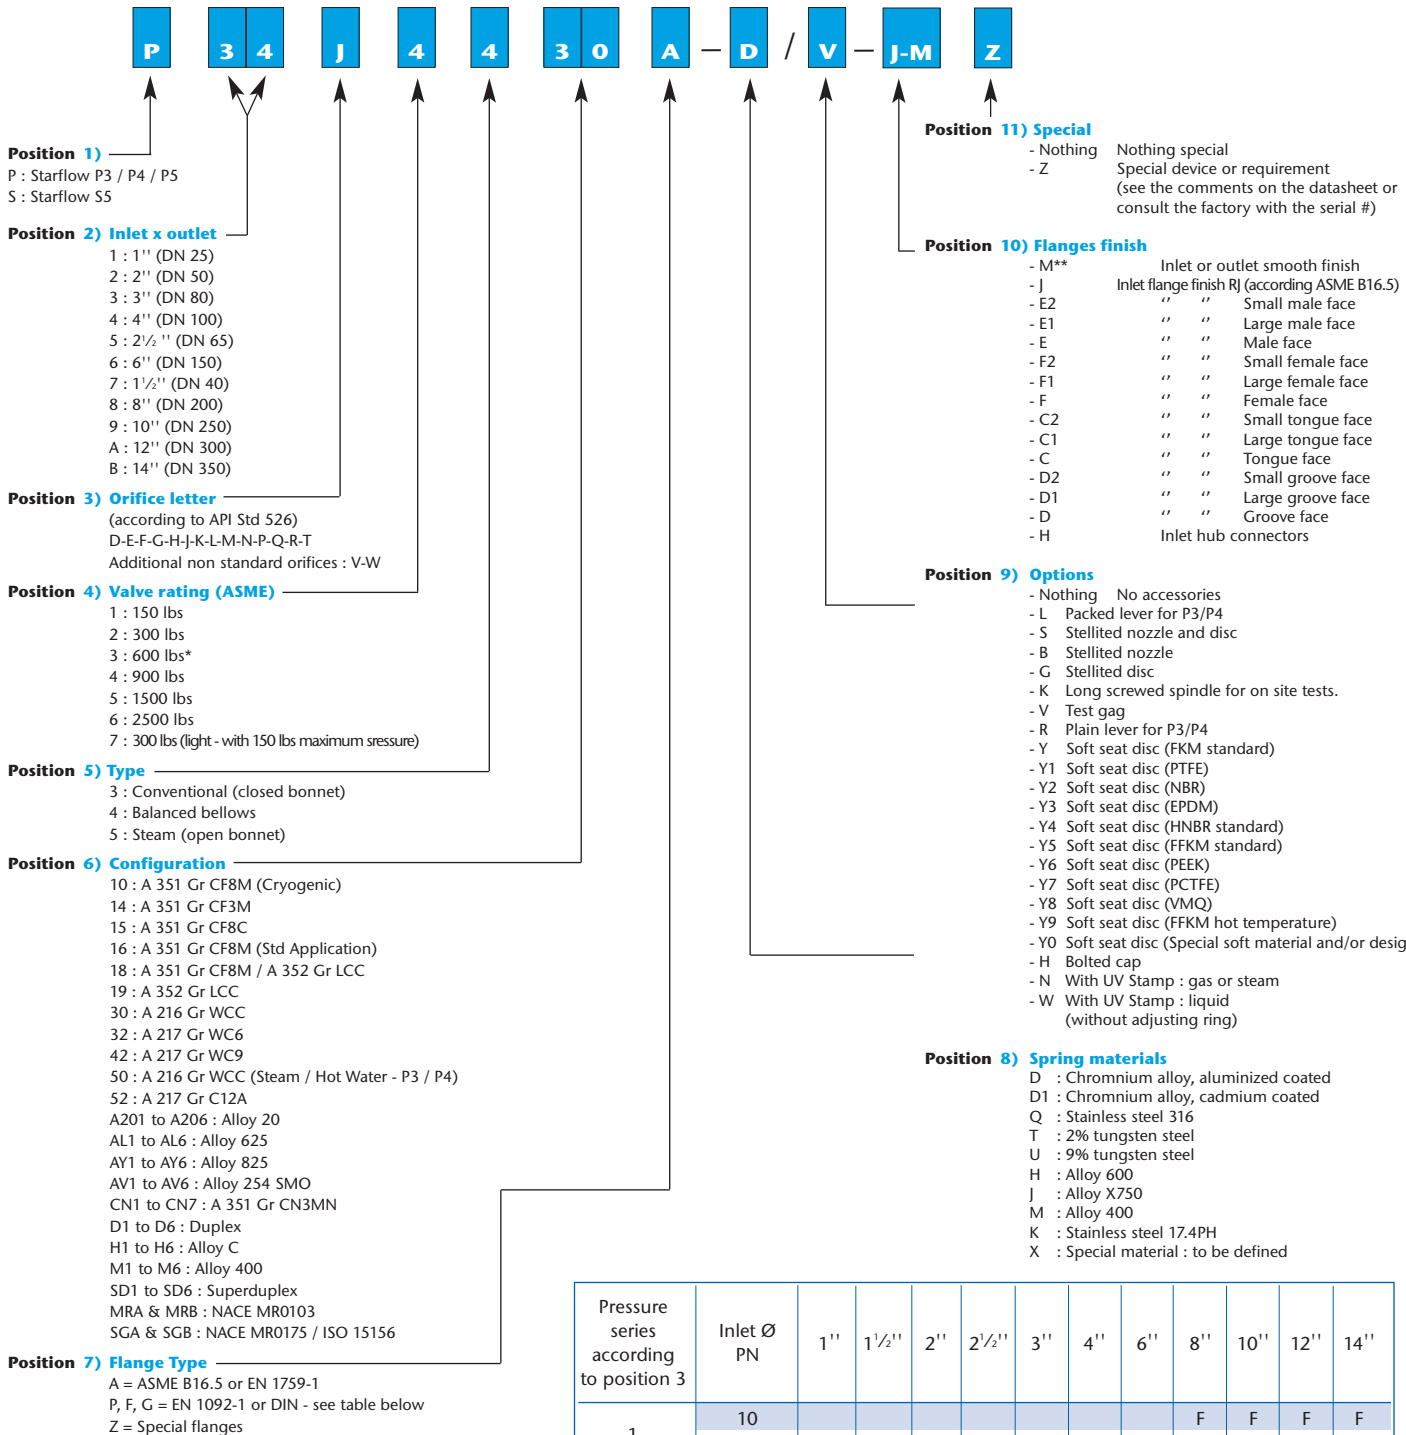 P 3 4 J 4 4 3 0 A – D / V – J-M Z
Position 1)
P : Starflow P3 / P4 / P5
S : Starflow S5
Position 2) Inlet x outlet
1 : 1'' (DN 25)
2 : 2'' (DN 50)
3 : 3'' (DN 80)
4 : 4'' (DN 100)
5 : 2½ '' (DN 65)
6 : 6'' (DN 150)
7 : 1½'' (DN 40)
8 : 8'' (DN 200)
9 : 10'' (DN 250)
A : 12'' (DN 300)
B : 14'' (DN 350)
Position 3) Orifice letter
(according to API Std 526)
D-E-F-G-H-J-K-L-M-N-P-Q-R-T
Additional non standard orifices : V-W
Position 4) Valve rating (ASME)
1 : 150 lbs
2 : 300 lbs
3 : 600 lbs*
4 : 900 lbs
5 : 1500 lbs
6 : 2500 lbs
7 : 300 lbs (light - with 150 lbs maximum sressure)
Position 5) Type
3 : Conventional (closed bonnet)
4 : Balanced bellows
5 : Steam (open bonnet)
Position 6) Configuration
10 : A 351 Gr CF8M (Cryogenic)
14 : A 351 Gr CF3M
15 : A 351 Gr CF8C
16 : A 351 Gr CF8M (Std Application)
18 : A 351 Gr CF8M / A 352 Gr LCC
19 : A 352 Gr LCC
30 : A 216 Gr WCC
32 : A 217 Gr WC6
42 : A 217 Gr WC9
50 : A 216 Gr WCC (Steam / Hot Water - P3 / P4)
52 : A 217 Gr C12A
A201 to A206 : Alloy 20
AL1 to AL6 : Alloy 625
AY1 to AY6 : Alloy 825
AV1 to AV6 : Alloy 254 SMO
CN1 to CN7 : A 351 Gr CN3MN
D1 to D6 : Duplex
H1 to H6 : Alloy C
M1 to M6 : Alloy 400
SD1 to SD6 : Superduplex
MRA & MRB : NACE MR0103
SGA & SGB : NACE MR0175 / ISO 15156
Position 7) Flange Type
A = ASME B16.5 or EN 1759-1
P, F, G = EN 1092-1 or DIN - see table below
Z = Special flanges
Position 11) Special
- Nothing Nothing special
- Z Special device or requirement
(see the comments on the datasheet or
consult the factory with the serial #)
Position 10) Flanges finish
- M** Inlet or outlet smooth finish
- J Inlet flange finish RJ (according ASME B16.5)
- E2 '' '' Small male face
- E1 '' '' Large male face
- E '' '' Male face
- F2 '' '' Small female face
- F1 '' '' Large female face
- F '' '' Female face
- C2 '' '' Small tongue face
- C1 '' '' Large tongue face
- C '' '' Tongue face
- D2 '' '' Small groove face
- D1 '' '' Large groove face
- D '' '' Groove face
- H Inlet hub connectors
Position 9) Options
- Nothing No accessories
- L Packed lever for P3/P4
- S Stellited nozzle and disc
- B Stellited nozzle
- G Stellited disc
- K Long screwed spindle for on site tests.
- V Test gag
- R Plain lever for P3/P4
- Y Soft seat disc (FKM standard)
- Y1 Soft seat disc (PTFE)
- Y2 Soft seat disc (NBR)
- Y3 Soft seat disc (EPDM)
- Y4 Soft seat disc (HNBR standard)
- Y5 Soft seat disc (FFKM standard)
- Y6 Soft seat disc (PEEK)
- Y7 Soft seat disc (PCTFE)
- Y8 Soft seat disc (VMQ)
- Y9 Soft seat disc (FFKM hot temperature)
- Y0 Soft seat disc (Special soft material and/or desig
- H Bolted cap
- N With UV Stamp : gas or steam
- W With UV Stamp : liquid
(without adjusting ring)
Position 8) Spring materials
D : Chromnium alloy, aluminized coated
D1 : Chromnium alloy, cadmium coated
Q : Stainless steel 316
T : 2% tungsten steel
U : 9% tungsten steel
H : Alloy 600
J : Alloy X750
M : Alloy 400
K : Stainless steel 17.4PH
X : Special material : to be defined
Pressure series according to position 3 Inlet Ø PN 1'' 1½'' 2'' 2½'' 3'' 4'' 6'' 8'' 10'' 12'' 14''
1 10 F F F F